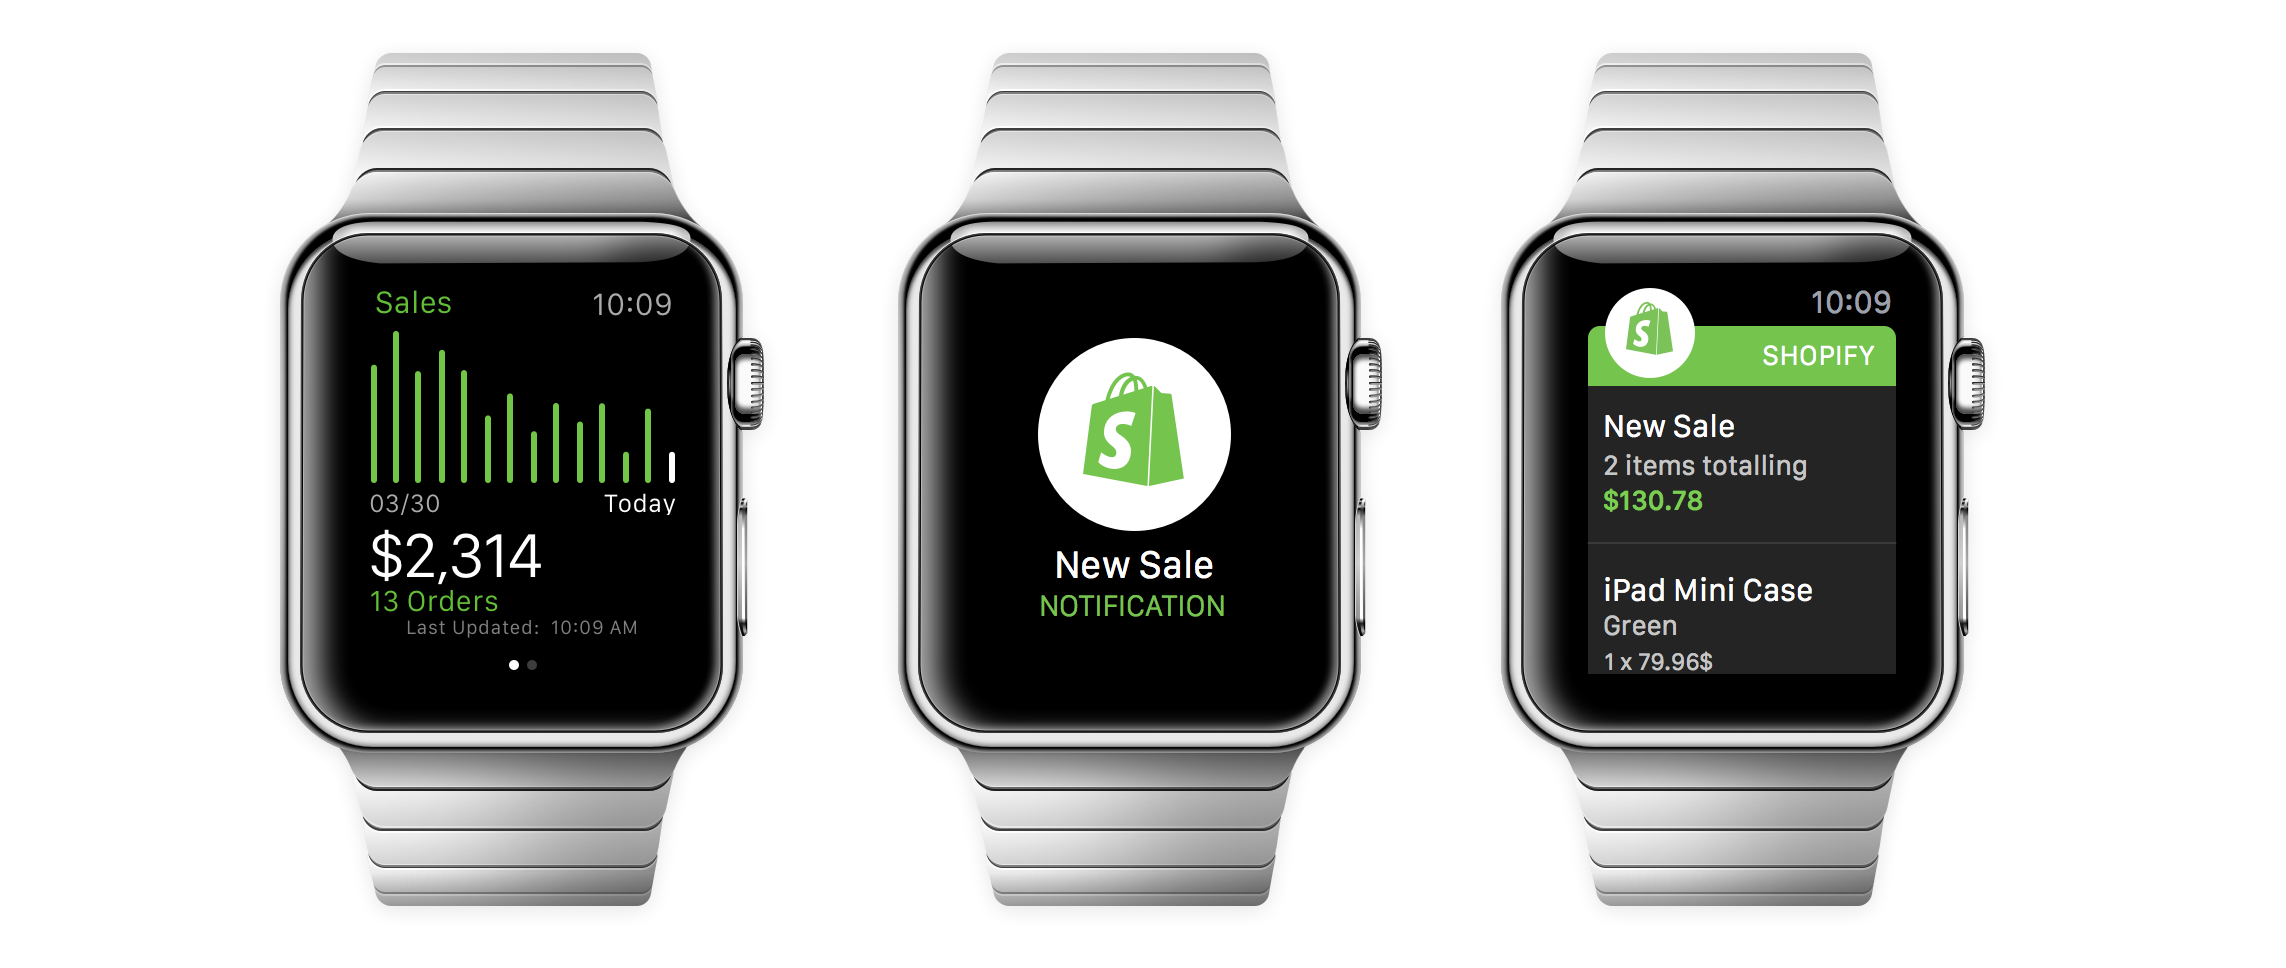 Sales 10:09
03/30 Today
$2,314
13 Orders
Last Updated: 10:09 AM
S
New Sale
NOTIFICATION
10:09
S
SHOPIFY
New Sale
2 items totalling
$130.78
iPad Mini Case
Green
1 x 79.96$